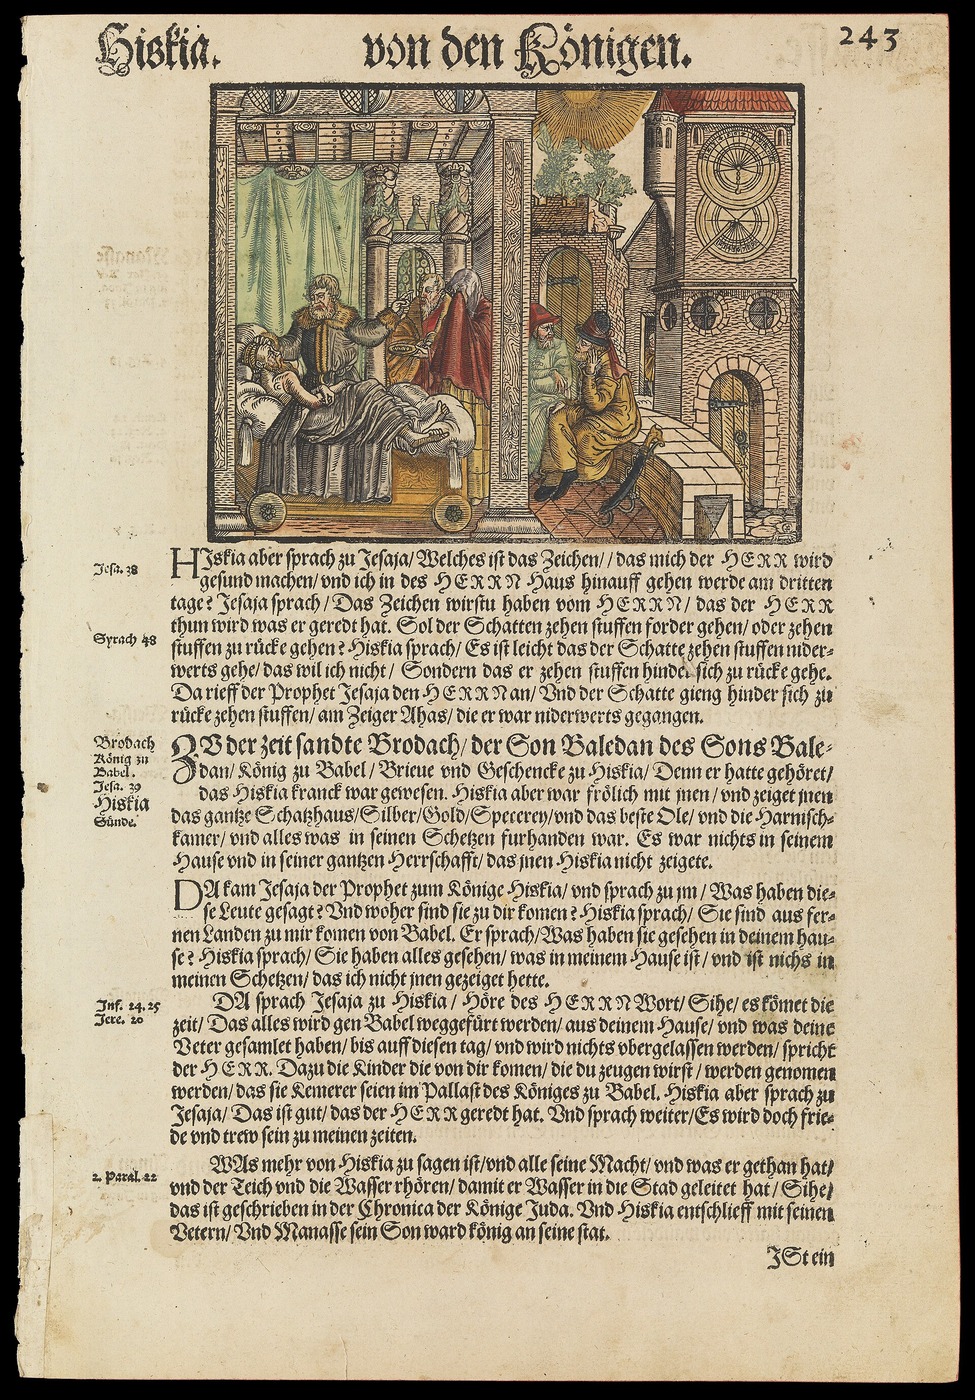 Hiskia. von den Königen. 243
HIskia aber sprach zu Jesaja/Welches ist das Zeichen//das mich der HERR wird
Jesa. 38
gesund machen/vnd ich in des HERRN Haus hinauff gehen werde am dritten
tage? Jesaja sprach/Das Zeichen wirstu haben vom HERRN/das der HERR
thun wird was er geredt hat. Sol der Schatten zehen stuffen forder gehen/oder zehen
Syrach 48
stuffen zu rücke gehen? Hiskia sprach/Es ist leicht das der Schatte zehen stuffen nider-
werts gehe/das wil ich nicht/Sondern das er zehen stuffen hinder sich zu rücke gehe.
Da rieff der Prophet Jesaja den HERRN an/Vnd der Schatte gieng hinder sich zu
rücke zehen stuffen/am Zeiger Ahas/die er war niderwerts gegangen.
Brodach
König zu
Babel.
Jesa. 39
Hiskia
Sünde.
ZVder zeit sandte Brodach/der Son Baledan des Sons Bale-
dan/König zu Babel/Brieue vnd Geschencke zu Hiskia/Denn er hatte gehöret/
das Hiskia kranck war gewesen. Hiskia aber war frölich mit jnen/vnd zeiget jnen
das gantze Schatzhaus/Silber/Gold/Specerey/vnd das beste Ole/vnd die Harnisch-
kamer/vnd alles was in seinen Schetzen furhanden war. Es war nichts in seinem
Hause vnd in seiner gantzen Herrschafft/das jnen Hiskia nicht zeigete.
DA kam Jesaja der Prophet zum Könige Hiskia/vnd sprach zu jm/Was haben die-
se Leute gesagt? Vnd woher sind sie zu dir komen? Hiskia sprach/Sie sind aus fer-
nen Landen zu mir komen von Babel. Er sprach/Was haben sie gesehen in deinem hau-
se? Hiskia sprach/Sie haben alles gesehen/was in meinem Hause ist/vnd ist nichs in
meinen Schetzen/das ich nicht jnen gezeiget hette.
Inf. 24. 25
Jere. 20
DA sprach Jesaja zu Hiskia/Höre des HERRN Wort/Sihe/es kömet die
zeit/Das alles wird gen Babel weggefürt werden/aus deinem Hause/vnd was deine
Veter gesamlet haben/bis auff diesen tag/vnd wird nichts vbergelassen werden/spricht
der HERR. Dazu die Kinder die von dir komen/die du zeugen wirst/werden genomen
werden/das sie Kemerer seien im Pallast des Königes zu Babel. Hiskia aber sprach zu
Jesaja/Das ist gut/das der HERR geredt hat. Vnd sprach weiter/Es wird doch frie-
de vnd trew sein zu meinen zeiten.
WAs mehr von Hiskia zu sagen ist/vnd alle seine Macht/vnd was er gethan hat/
2. Paral. 22
vnd der Teich vnd die Wasser rhören/damit er Wasser in die Stad geleitet hat/Sihe/
das ist geschrieben in der Chronica der Könige Juda. Vnd Hiskia entschlieff mit seinen
Vetern/Vnd Manasse sein Son ward könig an seine stat.
ISt ein